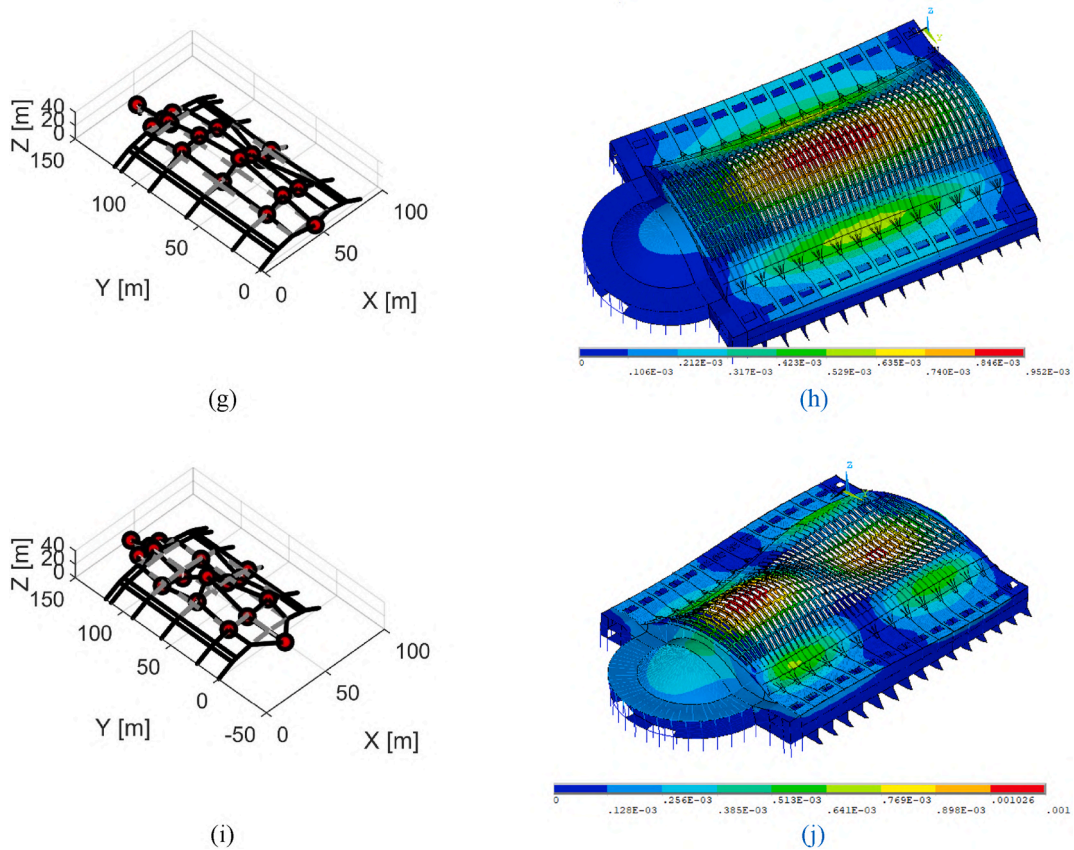 Z [m]
40
20
0
150
100
50
0
Y [m]
0
50
100
X [m]
Z
Y
0 .212E-03 .423E-03 .635E-03 .846E-03
.106E-03 .317E-03 .529E-03 .740E-03 .952E-03
(g)
(h)
Z [m]
40
20
0
150
100
50
0
-50
Y [m]
0
50
100
X [m]
Z
0 .256E-03 .513E-03 .769E-03 .001026
.128E-03 .385E-03 .641E-03 .898E-03 .001
(i)
(j)